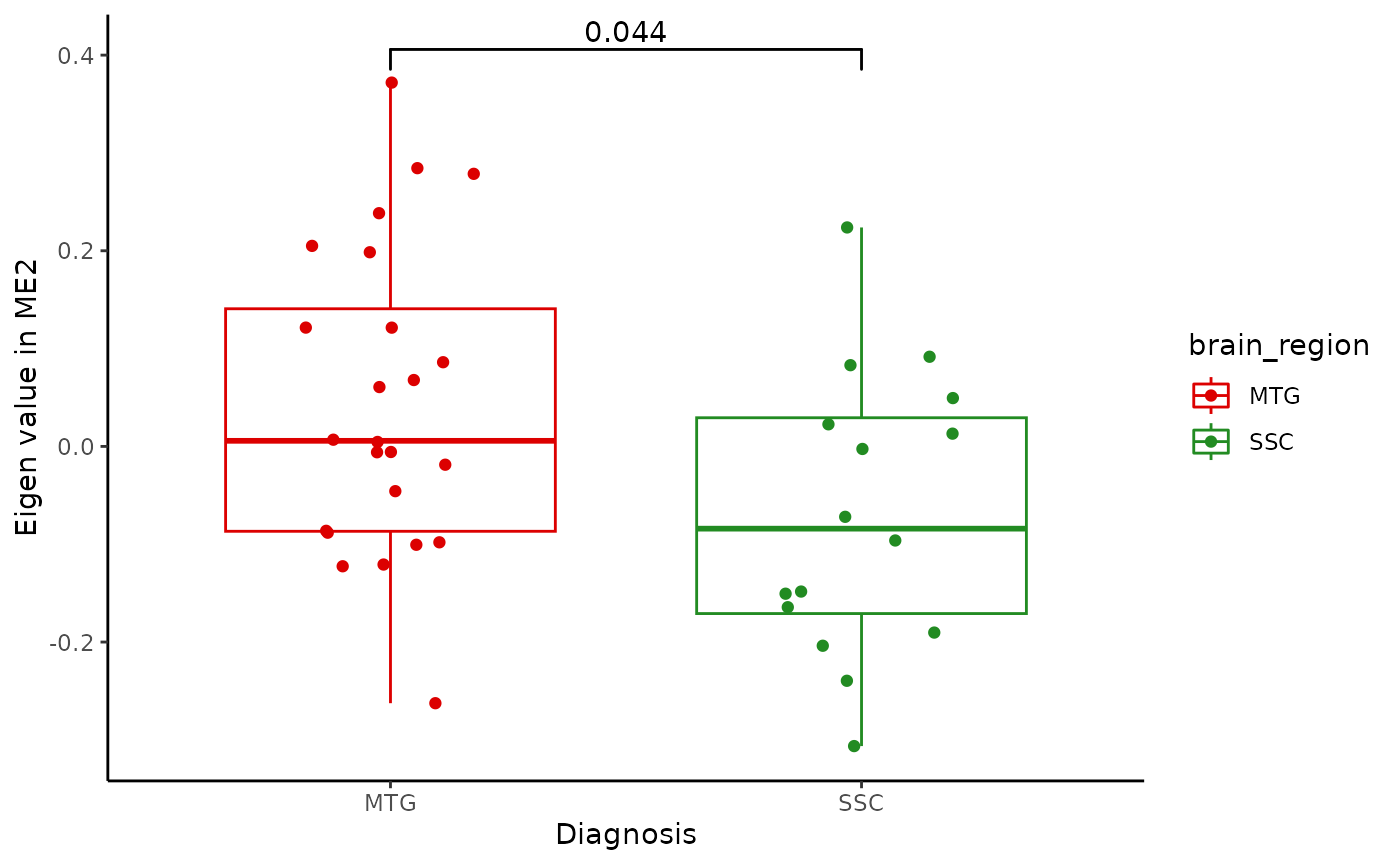 0.044
0.4
0.2
0.0
-0.2
Eigen value in ME2
MTG
SSC
Diagnosis
brain_region
MTG
SSC